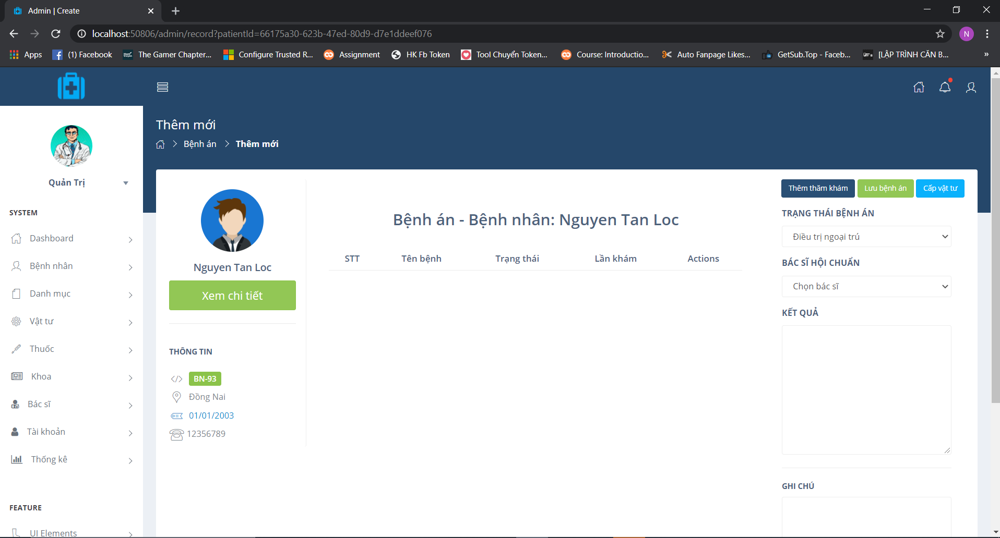 Admin | Create
localhost:50806/admin/record?patientId=66175a30-623b-47ed-80d9-d7e1ddeef076
N
Apps
(1) Facebook
The Gamer Chapter...
Configure Trusted R...
Assignment
HK Fb Token
Tool Chuyển Token...
Course: Introductio...
Auto Fanpage Likes...
GetSub.Top - Faceb...
[LẬP TRÌNH CĂN B...
»
Quản Trị
SYSTEM
Dashboard
Bệnh nhân
Danh mục
Vật tư
Thuốc
Khoa
Bác sĩ
Tài khoản
Thống kê
FEATURE
UI Elements
Thêm mới
Bệnh án
Thêm mới
Nguyen Tan Loc
Xem chi tiết
THÔNG TIN
BN-93
Đồng Nai
01/01/2003
12356789
Bệnh án - Bệnh nhân: Nguyen Tan Loc
STT Tên bệnh Trạng thái Lần khám Actions
Thêm thăm khám
Lưu bệnh án
Cấp vật tư
TRẠNG THÁI BỆNH ÁN
Điều trị ngoại trú
BÁC SĨ HỘI CHUẨN
Chọn bác sĩ
KẾT QUẢ
GHI CHÚ